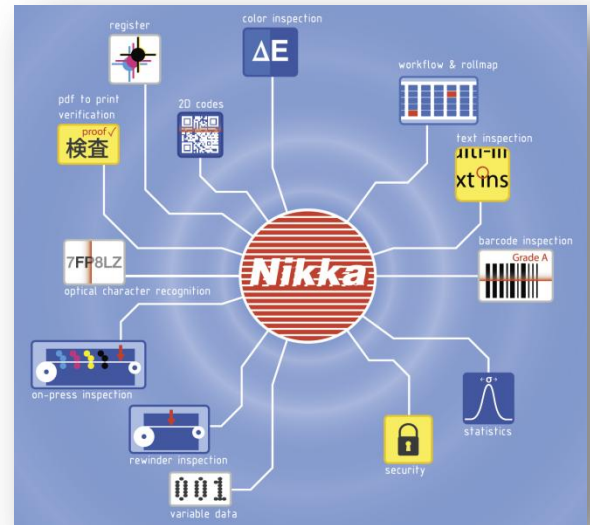 register
color inspection
ΔE
workflow & rollmap
pdf to print
verification
proof✓
検査
2D codes
text inspection
xt ins
7FP8LZ
optical character recognition
Nikka
barcode inspection
Grade A
on-press inspection
rewinder inspection
001
variable data
security
σ
statistics